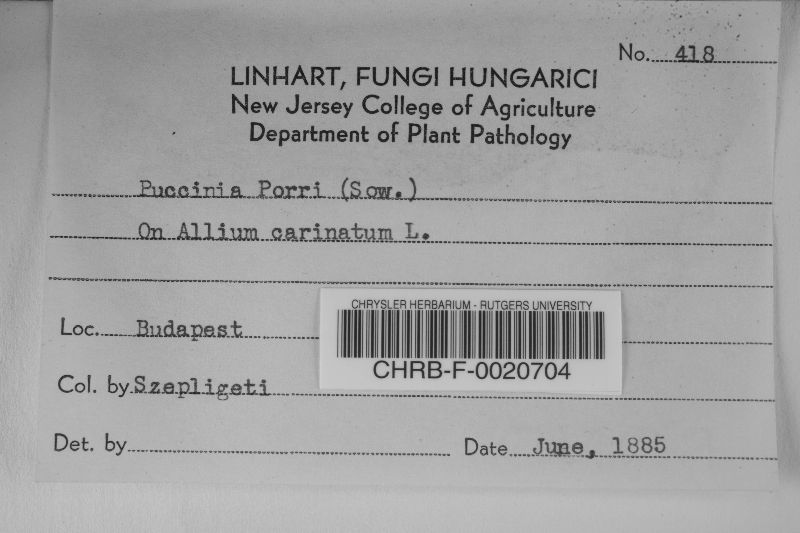 No. 418
LINHART, FUNGI HUNGARICI
New Jersey College of Agriculture
Department of Plant Pathology
Puccinia Porri (Sow.)
On Allium carinatum L.
CHRYSLER HERBARIUM - RUTGERS UNIVERSITY
CHRB-F-0020704
Loc. Budapest
Col. by Szepligeti
Det. by
Date June, 1885